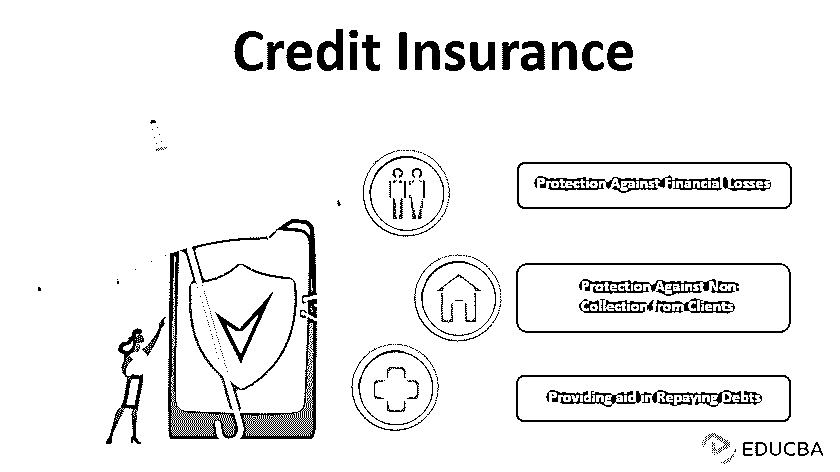 Credit Insurance
Protection Against Financial Losses
Protection Against Non
Collection from Clients
Providing aid in Repaying Debts
EDUCBA